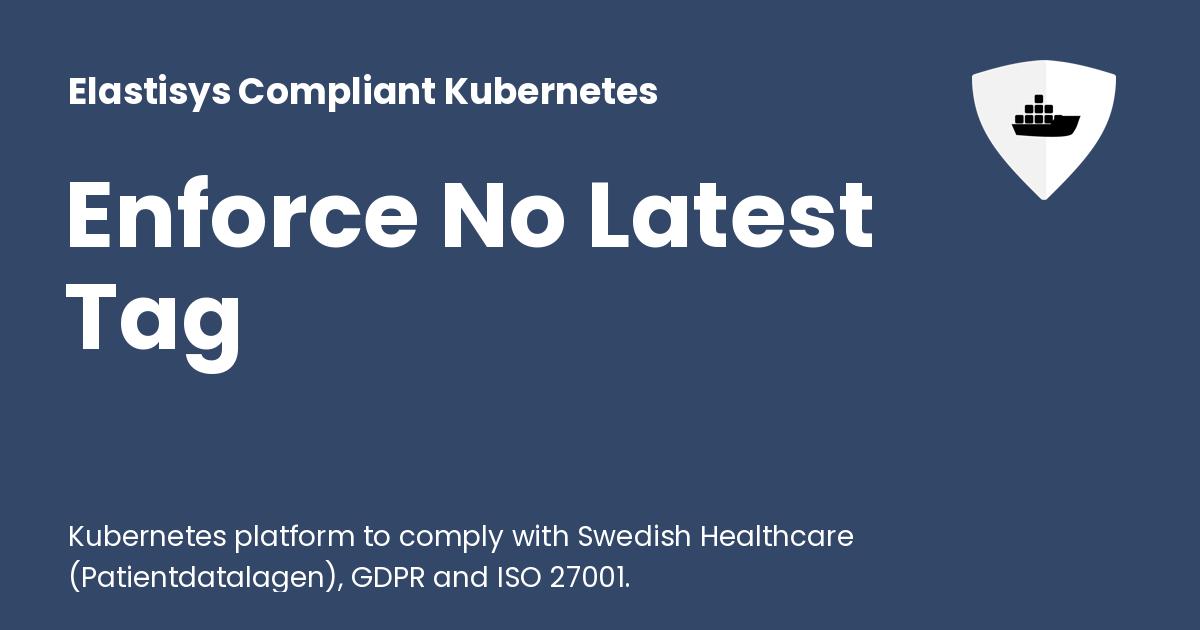 Elastisys Compliant Kubernetes
Enforce No Latest
Tag
Kubernetes platform to comply with Swedish Healthcare
(Patientdatalagen), GDPR and ISO 27001.